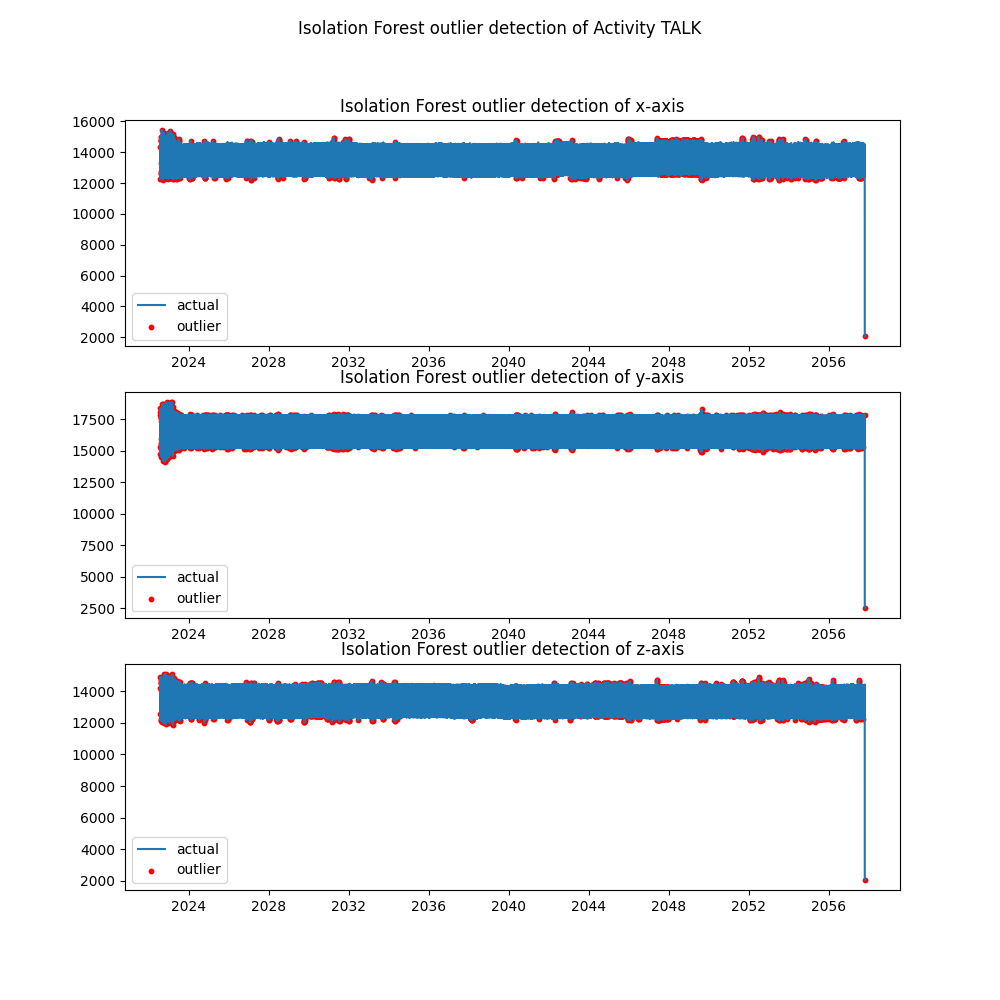 Isolation Forest outlier detection of Activity TALK
Isolation Forest outlier detection of x-axis
16000
14000
12000
10000
8000
6000
4000
2000
actual
outlier
2024 2028 2032 2036 2040 2044 2048 2052 2056
Isolation Forest outlier detection of y-axis
17500
15000
12500
10000
7500
5000
2500
actual
outlier
2024 2028 2032 2036 2040 2044 2048 2052 2056
Isolation Forest outlier detection of z-axis
14000
12000
10000
8000
6000
4000
2000
actual
outlier
2024 2028 2032 2036 2040 2044 2048 2052 2056